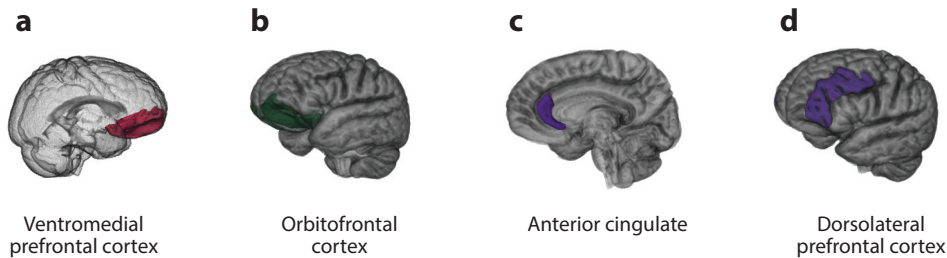 a
b
c
d
Ventromedial
prefrontal cortex
Orbitofrontal
cortex
Anterior cingulate
Dorsolateral
prefrontal cortex